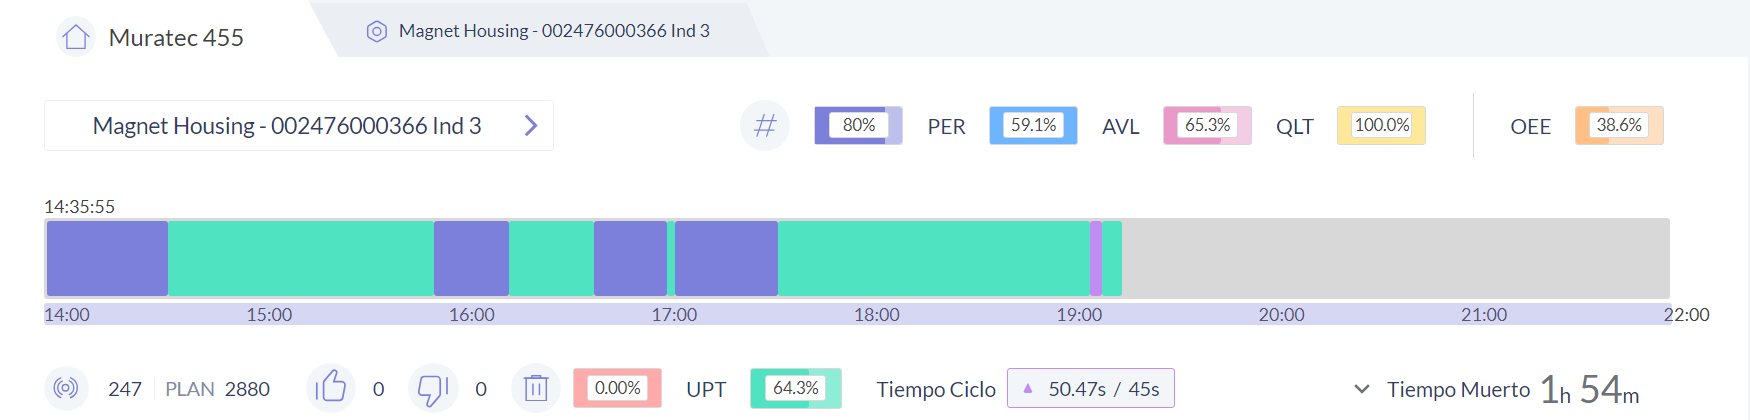 Muratec 455
Magnet Housing - 002476000366 Ind 3
Magnet Housing - 002476000366 Ind 3
# 80% PER 59.1% AVL 65.3% QLT 100.0% OEE 38.6%
14:35:55
14:00 15:00 16:00 17:00 18:00 19:00 20:00 21:00 22:00
247 PLAN 2880 0 0 0.00% UPT 64.3% Tiempo Ciclo 50.47s / 45s Tiempo Muerto 1h 54m